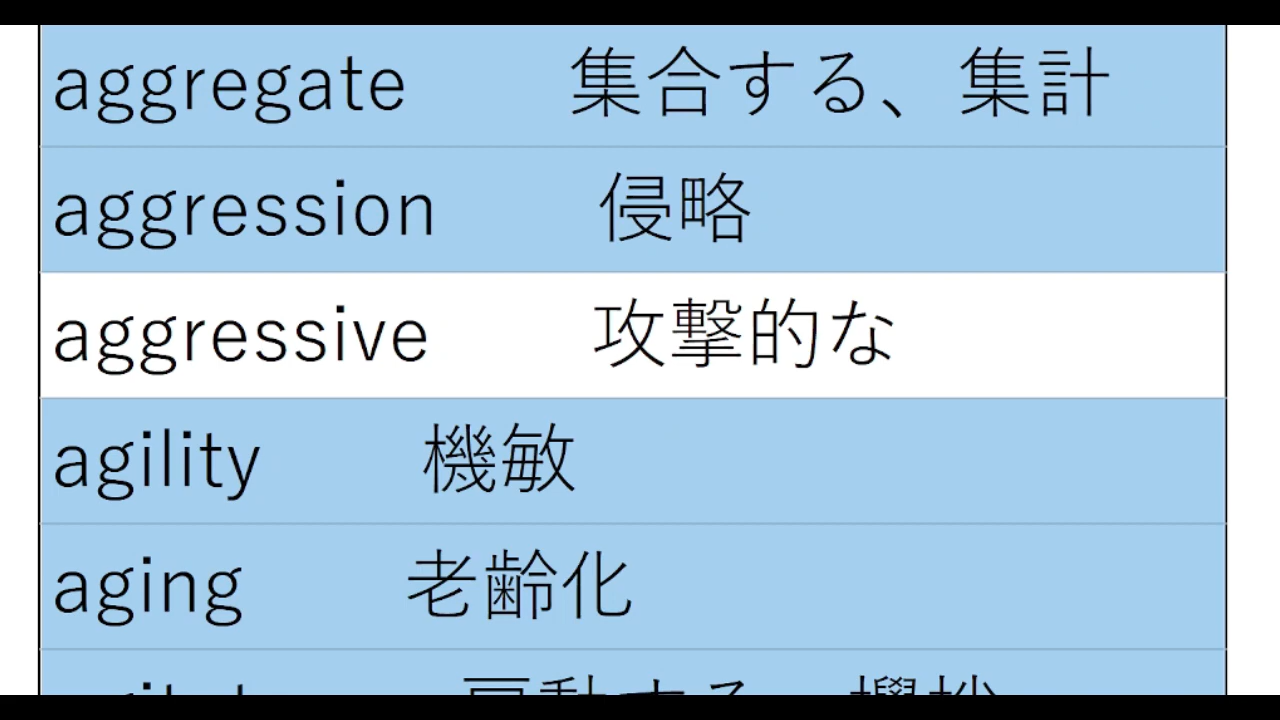 aggregate 集合する、集計
aggression 侵略
aggressive 攻撃的な
agility 機敏
aging 老齢化